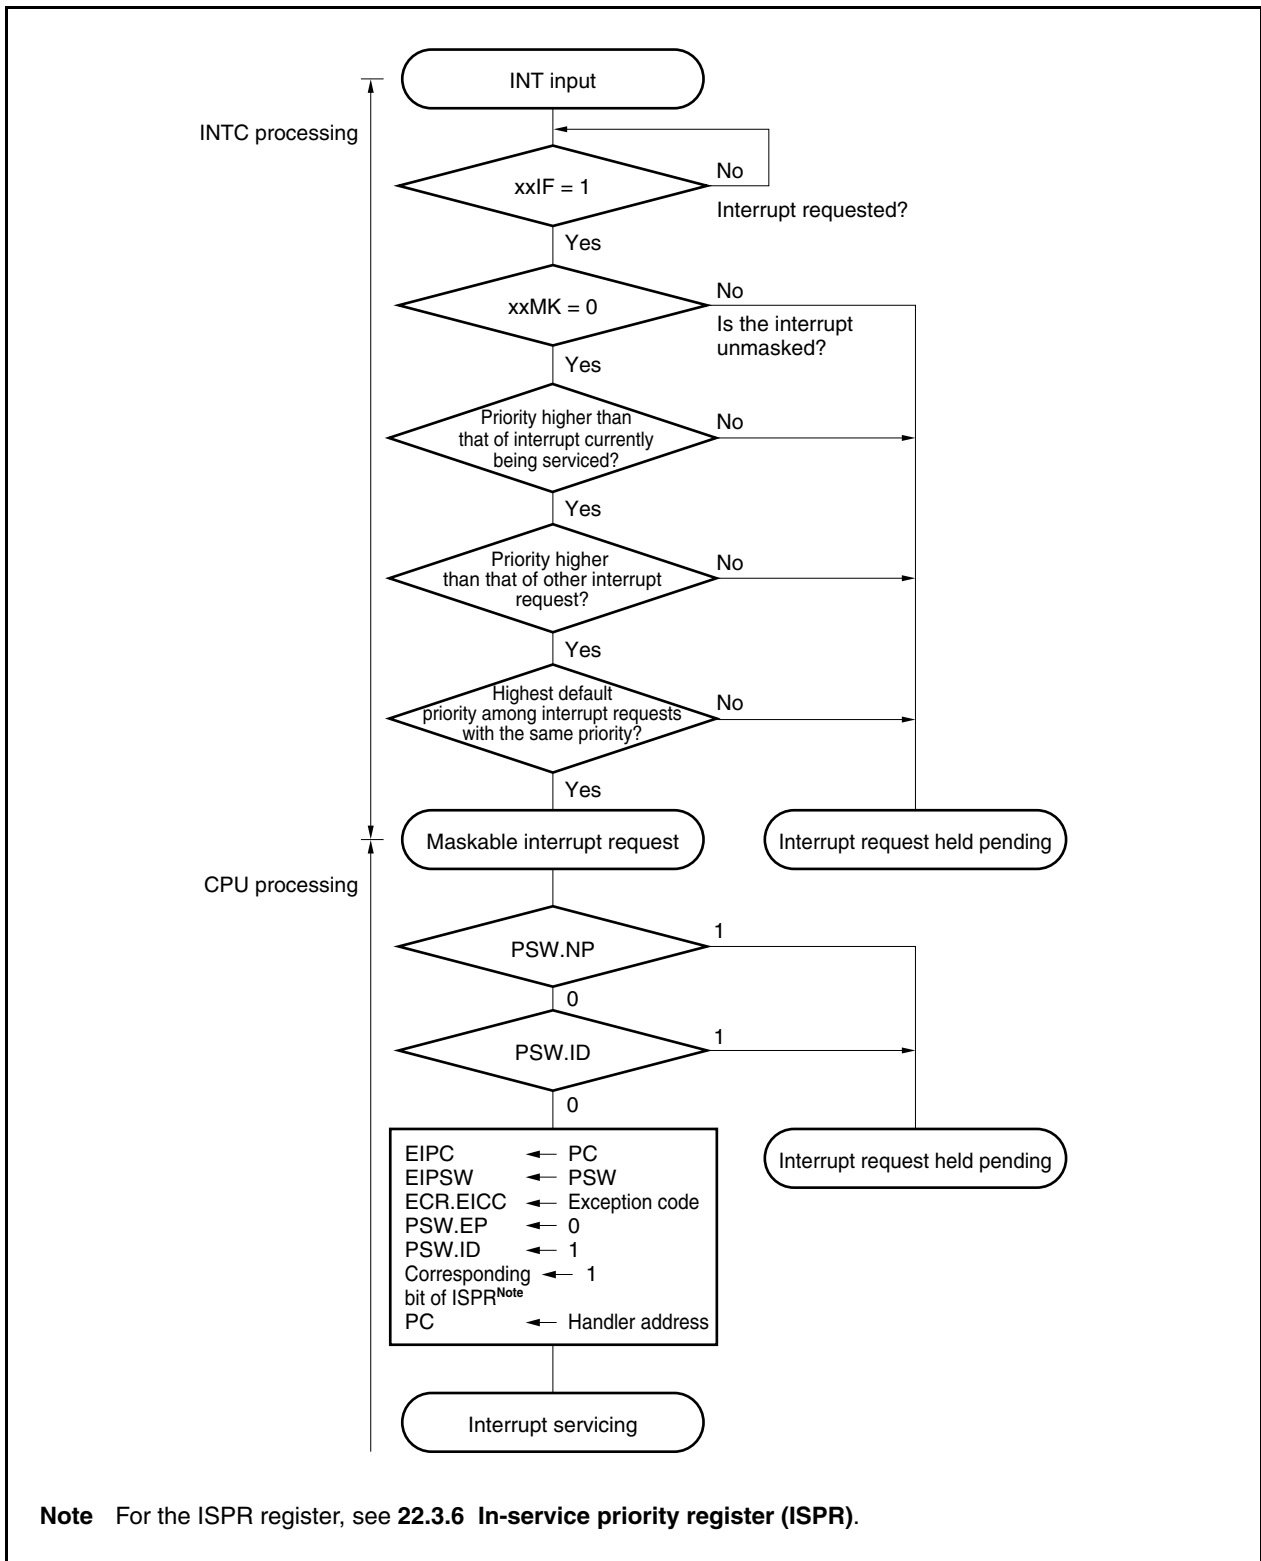 INT input
INTC processing
xxIF = 1
No
Interrupt requested?
Yes
xxMK = 0
No
Is the interrupt
unmasked?
Yes
Priority higher than
that of interrupt currently
being serviced?
No
Yes
Priority higher
than that of other interrupt
request?
No
Yes
Highest default
priority among interrupt requests
with the same priority?
No
Yes
Maskable interrupt request
Interrupt request held pending
CPU processing
PSW.NP
1
0
PSW.ID
1
0
Interrupt request held pending
EIPC ← PC
EIPSW ← PSW
ECR.EICC ← Exception code
PSW.EP ← 0
PSW.ID ← 1
Corresponding ← 1
bit of ISPRNote
PC ← Handler address
Interrupt servicing
Note For the ISPR register, see 22.3.6 In-service priority register (ISPR).